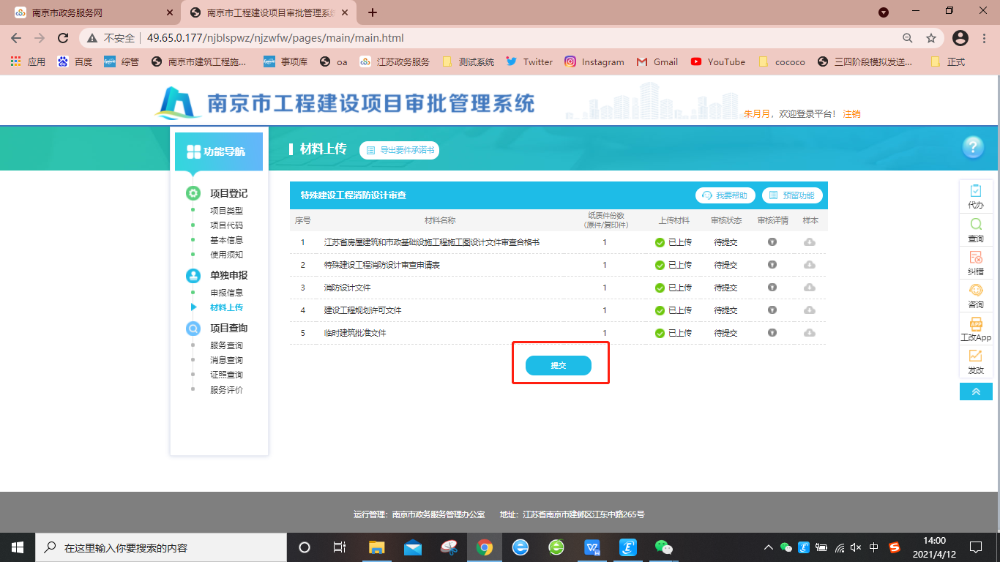 南京市政务服务网
南京市工程建设项目审批管理系统
不安全 49.65.0.177/njblspwz/njzwfw/pages/main/main.html
应用 百度 综管 南京市建筑工程施... 事项库 oa 江苏政务服务 测试系统 Twitter Instagram Gmail YouTube cococo 三四阶段模拟发送... 正式
南京市工程建设项目审批管理系统
朱月月，欢迎登录平台！ 注销
功能导航
材料上传 导出要件承诺书
?
项目登记
项目类型
项目代码
基本信息
使用须知
单独申报
申报信息
材料上传
项目查询
服务查询
消息查询
证照查询
服务评价
特殊建设工程消防设计审查 我要帮助 预留功能
序号 材料名称 纸质件份数 (原件/复印件) 上传材料 审核状态 审核详情 样本
1 江苏省房屋建筑和市政基础设施工程施工图设计文件审查合格书 1 已上传 待提交
2 特殊建设工程消防设计审查申请表 1 已上传 待提交
3 消防设计文件 1 已上传 待提交
4 建设工程规划许可文件 1 已上传 待提交
5 临时建筑批准文件 1 已上传 待提交
提交
代办
查询
纠错
咨询
APP
工改App
发改
运行管理：南京市政务服务管理办公室 地址：江苏省南京市建邺区江东中路265号
在这里输入你要搜索的内容
中
14:00
2021/4/12